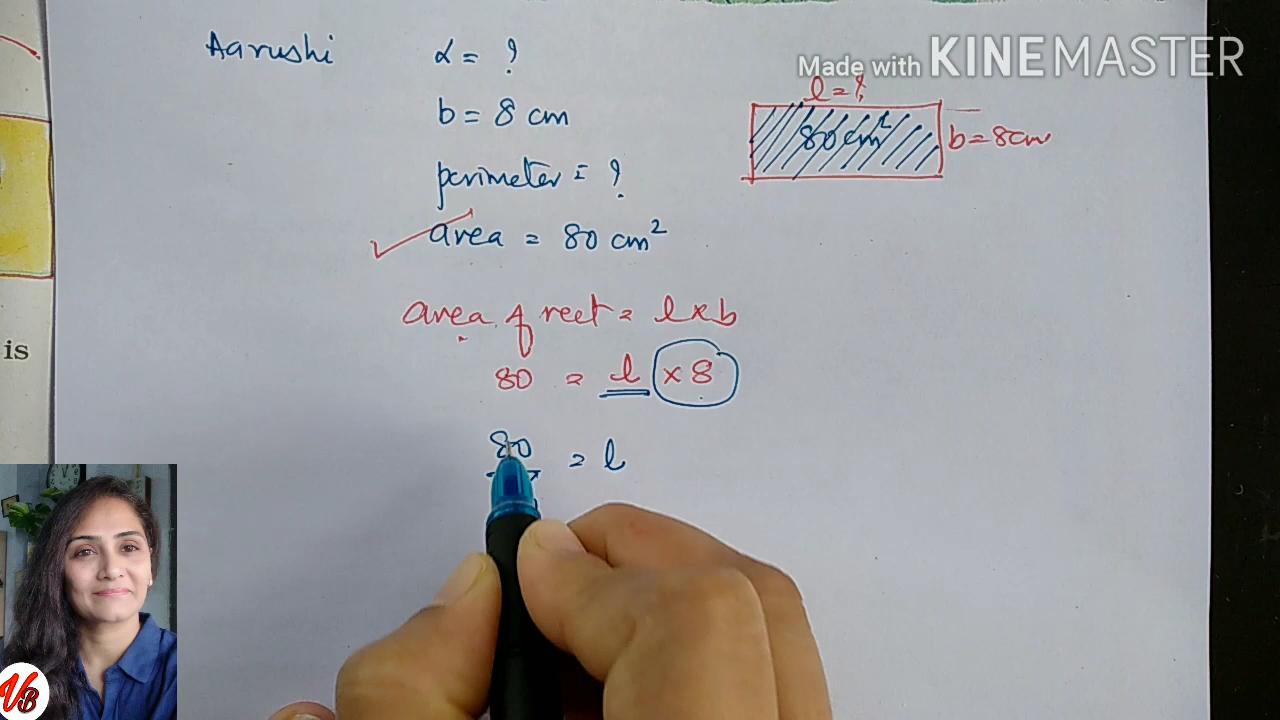 Aarushi
l = ?
b = 8 cm
perimeter = ?
area = 80 cm²
area of rect = l × b
80 = l × 8
80 = l
Made with KINEMASTER
l = ?
80 cm²
b = 8cm
is
VB